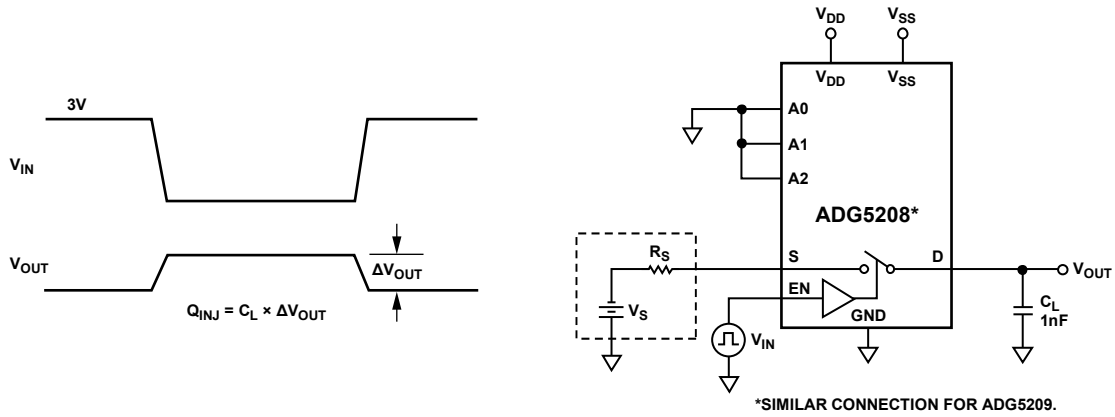 3V
V_IN
V_OUT
ΔV_OUT
Q_INJ = C_L × ΔV_OUT
V_DD V_SS
V_DD V_SS
A0
A1
A2
ADG5208*
R_S
S
D
V_OUT
EN
V_S
GND
C_L
1nF
V_IN
*SIMILAR CONNECTION FOR ADG5209.